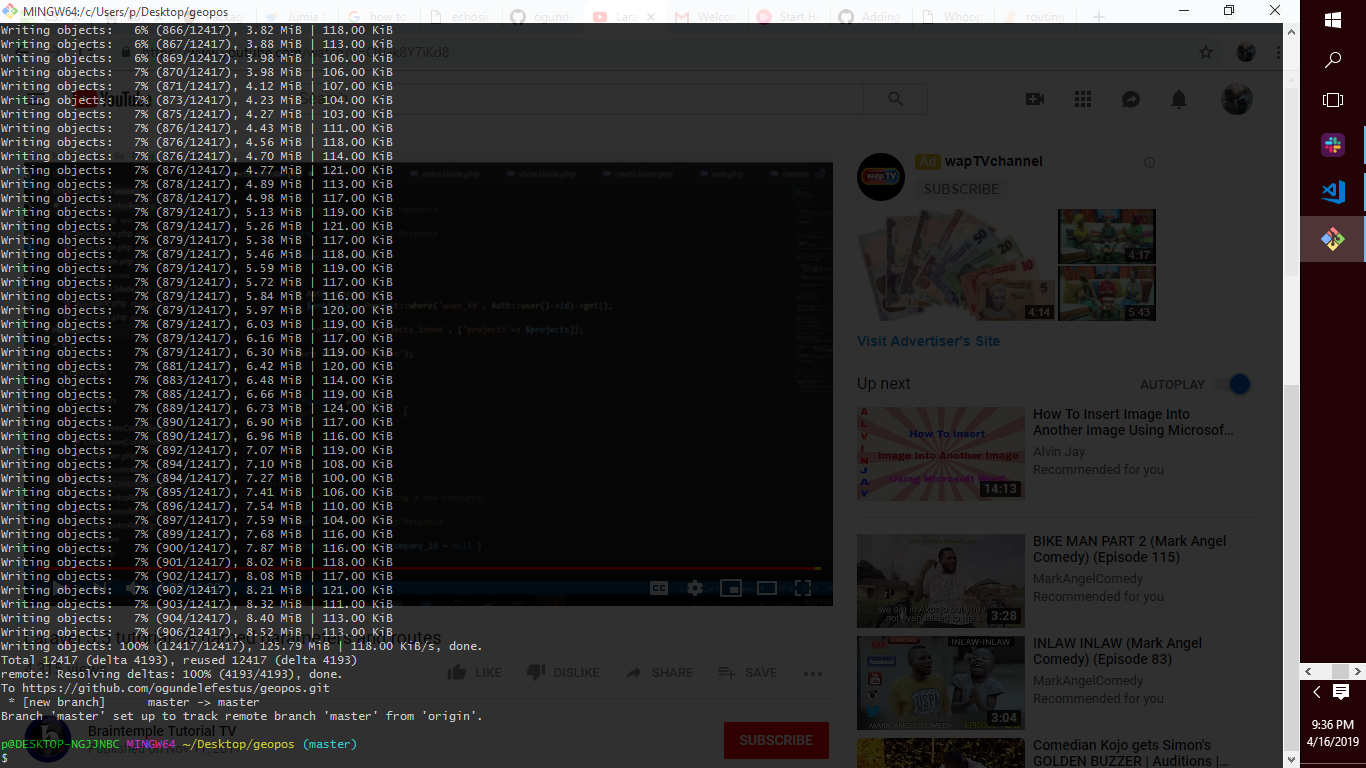 MINGW64:/c/Users/p/Desktop/geopos
Writing objects:   6% (866/12417), 3.82 MiB | 118.00 KiB
Writing objects:   6% (867/12417), 3.88 MiB | 113.00 KiB
Writing objects:   6% (869/12417), 3.98 MiB | 106.00 KiB
Writing objects:   7% (870/12417), 3.98 MiB | 106.00 KiB
Writing objects:   7% (871/12417), 4.12 MiB | 107.00 KiB
Writing objects:   7% (873/12417), 4.23 MiB | 104.00 KiB
Writing objects:   7% (875/12417), 4.27 MiB | 103.00 KiB
Writing objects:   7% (876/12417), 4.43 MiB | 111.00 KiB
Writing objects:   7% (876/12417), 4.56 MiB | 118.00 KiB
Writing objects:   7% (876/12417), 4.70 MiB | 114.00 KiB
Writing objects:   7% (876/12417), 4.77 MiB | 121.00 KiB
Writing objects:   7% (878/12417), 4.89 MiB | 113.00 KiB
Writing objects:   7% (878/12417), 4.98 MiB | 117.00 KiB
Writing objects:   7% (879/12417), 5.13 MiB | 119.00 KiB
Writing objects:   7% (879/12417), 5.26 MiB | 121.00 KiB
Writing objects:   7% (879/12417), 5.38 MiB | 117.00 KiB
Writing objects:   7% (879/12417), 5.46 MiB | 118.00 KiB
Writing objects:   7% (879/12417), 5.59 MiB | 119.00 KiB
Writing objects:   7% (879/12417), 5.72 MiB | 117.00 KiB
Writing objects:   7% (879/12417), 5.84 MiB | 116.00 KiB
Writing objects:   7% (879/12417), 5.97 MiB | 120.00 KiB
Writing objects:   7% (879/12417), 6.03 MiB | 119.00 KiB
Writing objects:   7% (879/12417), 6.16 MiB | 117.00 KiB
Writing objects:   7% (879/12417), 6.30 MiB | 119.00 KiB
Writing objects:   7% (881/12417), 6.42 MiB | 120.00 KiB
Writing objects:   7% (883/12417), 6.48 MiB | 114.00 KiB
Writing objects:   7% (885/12417), 6.66 MiB | 119.00 KiB
Writing objects:   7% (889/12417), 6.73 MiB | 124.00 KiB
Writing objects:   7% (890/12417), 6.90 MiB | 117.00 KiB
Writing objects:   7% (890/12417), 6.96 MiB | 116.00 KiB
Writing objects:   7% (892/12417), 7.07 MiB | 119.00 KiB
Writing objects:   7% (894/12417), 7.10 MiB | 108.00 KiB
Writing objects:   7% (894/12417), 7.27 MiB | 100.00 KiB
Writing objects:   7% (895/12417), 7.41 MiB | 106.00 KiB
Writing objects:   7% (896/12417), 7.54 MiB | 110.00 KiB
Writing objects:   7% (897/12417), 7.59 MiB | 104.00 KiB
Writing objects:   7% (899/12417), 7.68 MiB | 116.00 KiB
Writing objects:   7% (900/12417), 7.87 MiB | 116.00 KiB
Writing objects:   7% (901/12417), 8.02 MiB | 118.00 KiB
Writing objects:   7% (902/12417), 8.08 MiB | 117.00 KiB
Writing objects:   7% (902/12417), 8.21 MiB | 121.00 KiB
Writing objects:   7% (903/12417), 8.32 MiB | 111.00 KiB
Writing objects:   7% (904/12417), 8.40 MiB | 113.00 KiB
Writing objects:   7% (906/12417), 8.52 MiB | 115.00 KiB
Writing objects: 100% (12417/12417), 125.79 MiB | 118.00 KiB/s, done.
Total 12417 (delta 4193), reused 12417 (delta 4193)
remote: Resolving deltas: 100% (4193/4193), done.
To https://github.com/ogundelefestus/geopos.git
 * [new branch]      master -> master
Branch 'master' set up to track remote branch 'master' from 'origin'.
p@DESKTOP-NGJJNBC MINGW64 ~/Desktop/geopos (master)
$
Ad wapTVchannel
SUBSCRIBE
4:14
4:17
5:43
Visit Advertiser's Site
Up next
AUTOPLAY
How To Insert
Image Into Another Image
Using Microsoft Word
14:13
How To Insert Image Into
Another Image Using Microsof...
Alvin Jay
Recommended for you
BIKE MAN PART 2 (Mark Angel
Comedy) (Episode 115)
MarkAngelComedy
Recommended for you
3:28
INLAW INLAW (Mark Angel
Comedy) (Episode 83)
MarkAngelComedy
Recommended for you
3:04
Comedian Kojo gets Simon's
GOLDEN BUZZER | Auditions |...
LIKE
DISLIKE
SHARE
SAVE
Braintemple Tutorial TV
SUBSCRIBE
9:36 PM
4/16/2019